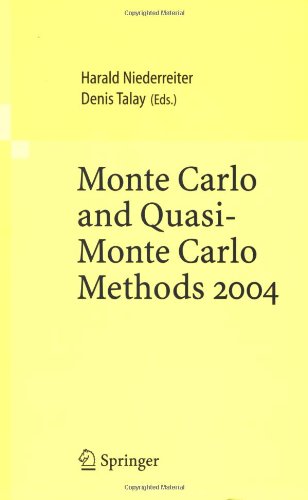 Harald Niederreiter
Denis Talay (Eds.)
Monte Carlo
and Quasi-
Monte Carlo
Methods 2004
Springer